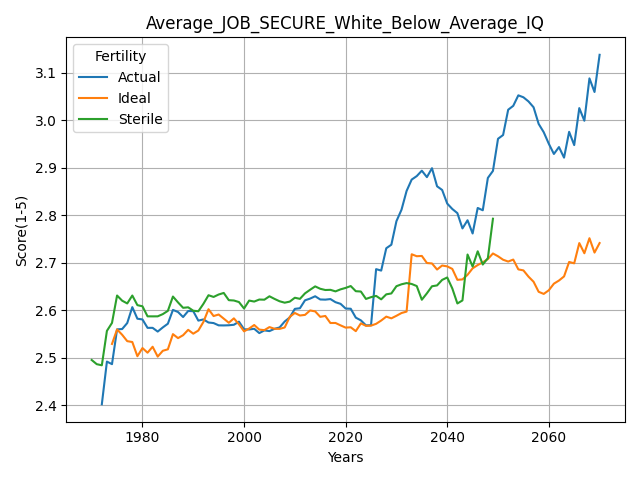 Average_JOB_SECURE_White_Below_Average_IQ
Fertility
Actual
Ideal
Sterile
Score(1-5)
3.1
3.0
2.9
2.8
2.7
2.6
2.5
2.4
1980 2000 2020 2040 2060
Years